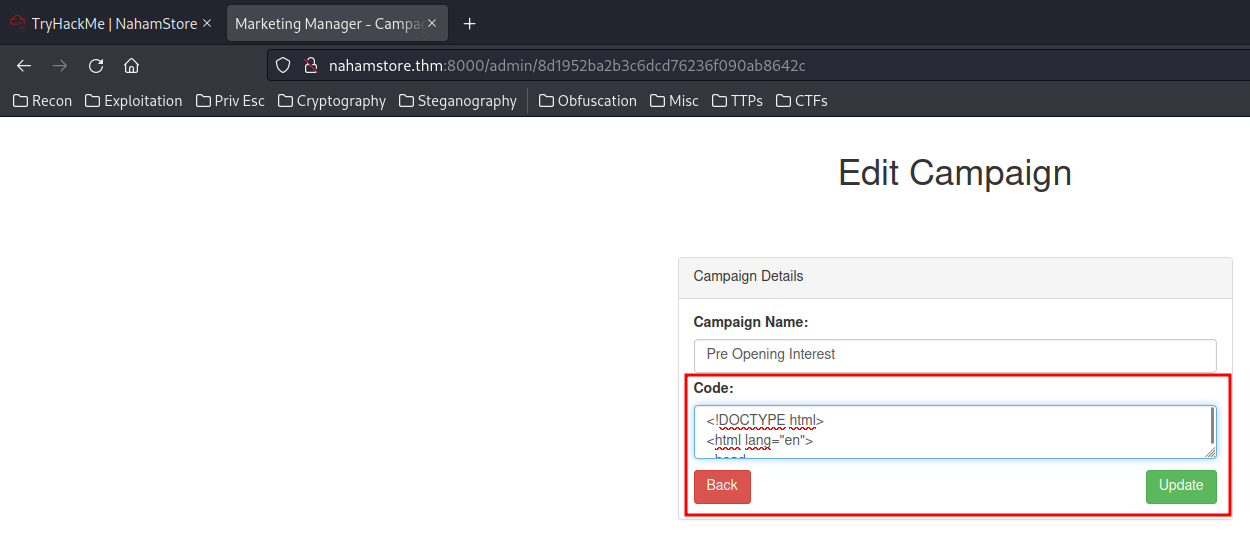 TryHackMe | NahamStore
Marketing Manager - Campa
nahamstore.thm:8000/admin/8d1952ba2b3c6dcd76236f090ab8642c
Recon Exploitation Priv Esc Cryptography Steganography Obfuscation Misc TTPs CTFs
Edit Campaign
Campaign Details
Campaign Name:
Pre Opening Interest
Code:
<!DOCTYPE html>
<html lang="en">
Back Update